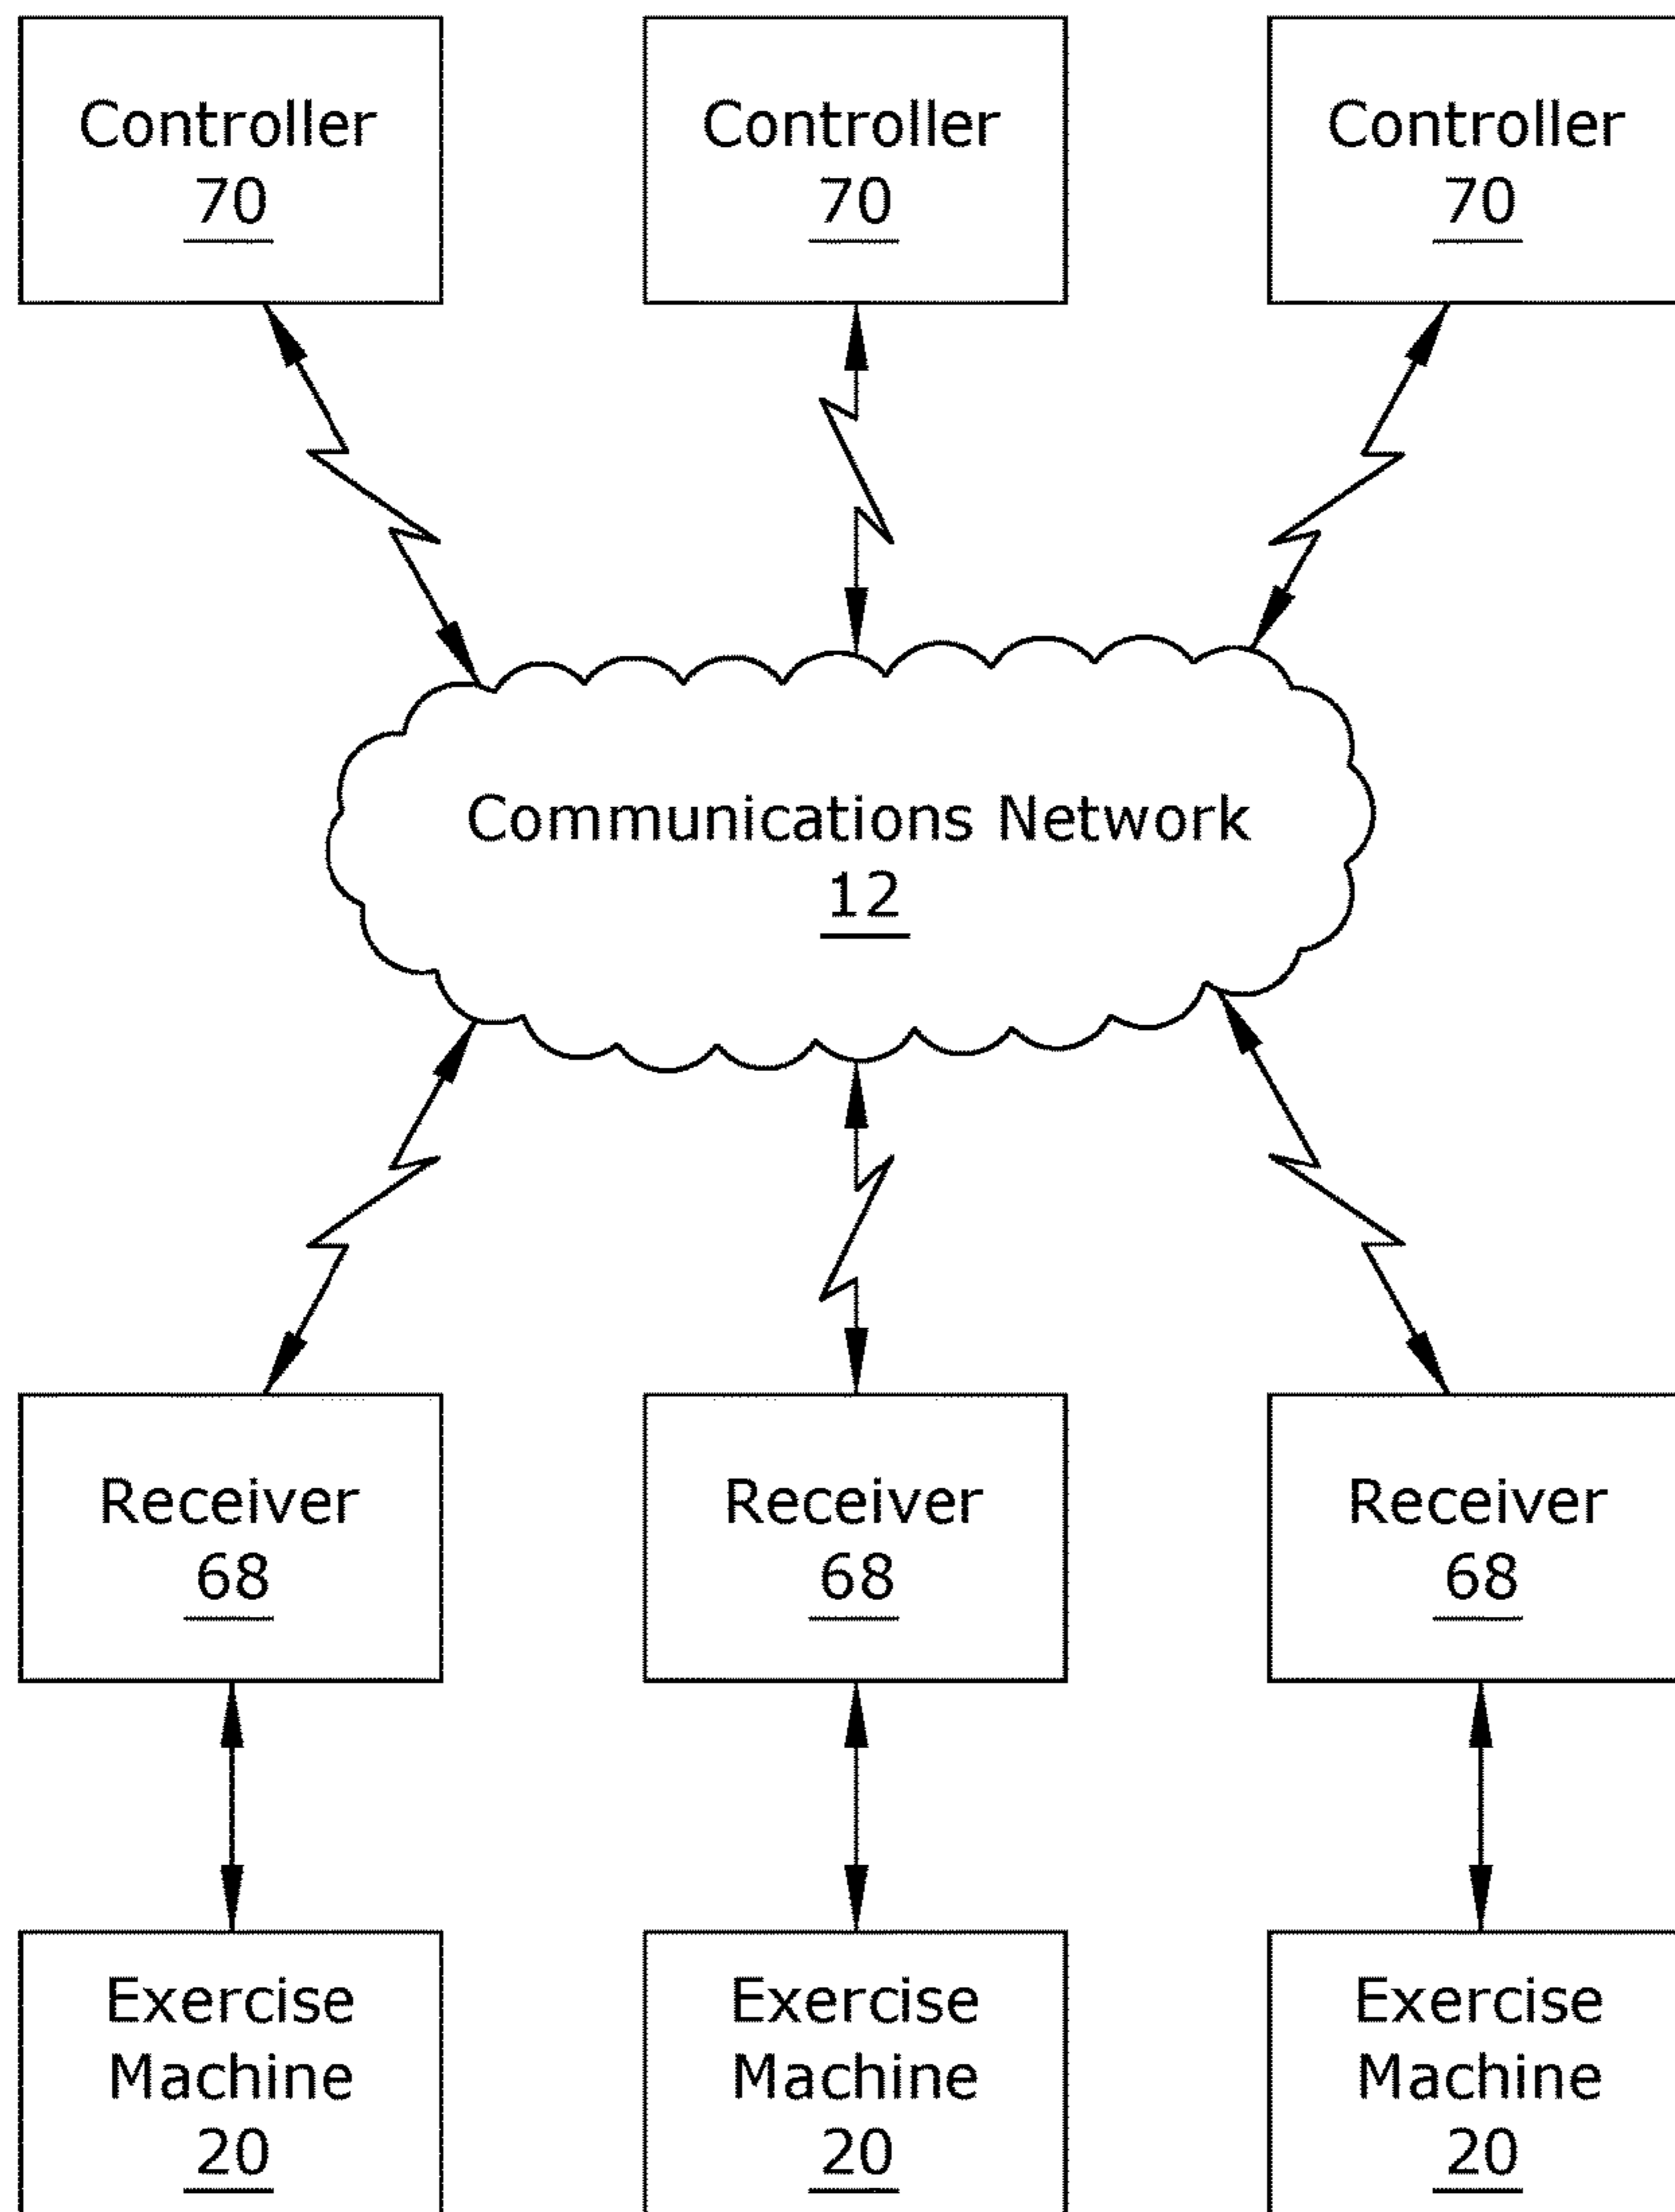 Controller
70
Controller
70
Controller
70
Communications Network
12
Receiver
68
Receiver
68
Receiver
68
Exercise
Machine
20
Exercise
Machine
20
Exercise
Machine
20